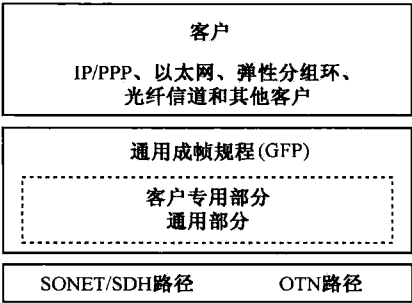 客户
IP/PPP、以太网、弹性分组环、
光纤信道和其他客户
通用成帧规程(GFP)
客户专用部分
通用部分
SONET/SDH路径 OTN路径